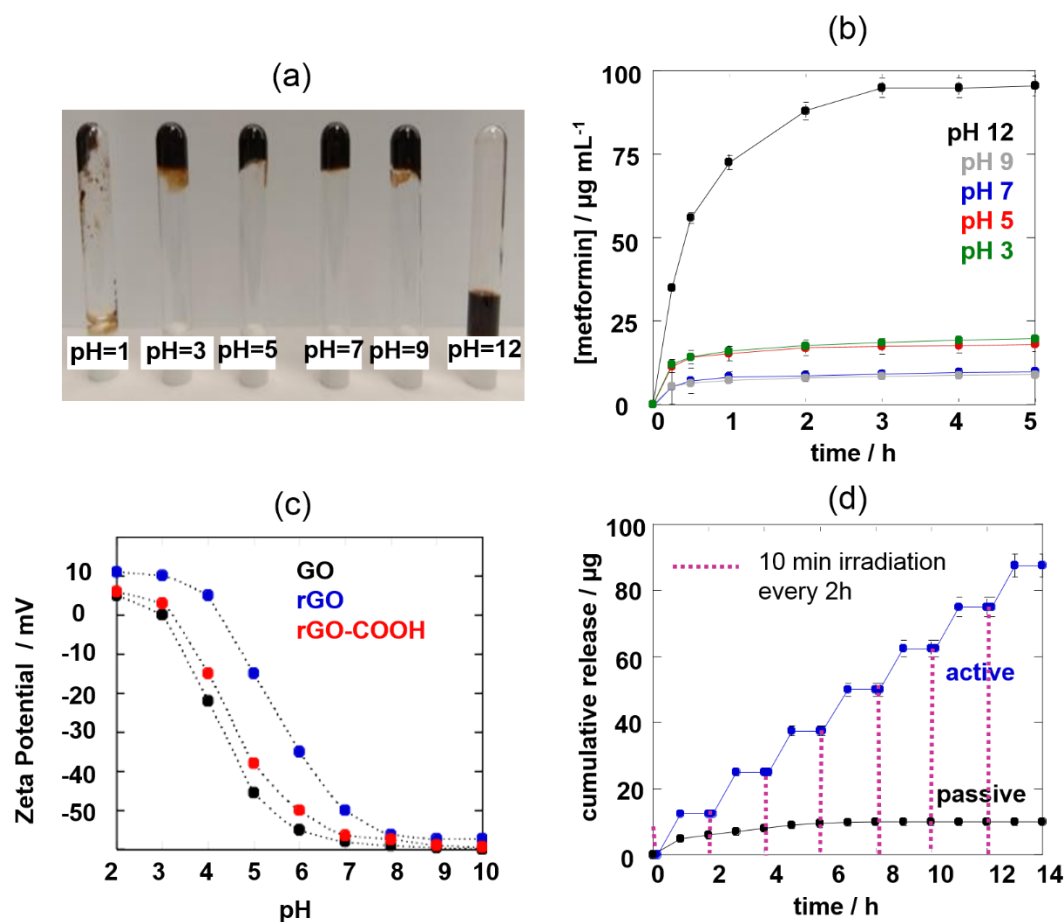 (a)
pH=1 pH=3 pH=5 pH=7 pH=9 pH=12
(b)
100
75
50
25
0
[metformin] / µg mL⁻¹
pH 12
pH 9
pH 7
pH 5
pH 3
0 1 2 3 4 5
time / h
(c)
10
0
-10
-20
-30
-40
-50
Zeta Potential / mV
GO
rGO
rGO-COOH
2 3 4 5 6 7 8 9 10
pH
(d)
100
80
60
40
20
0
cumulative release / µg
10 min irradiation
every 2h
active
passive
0 2 4 6 8 10 12 14
time / h